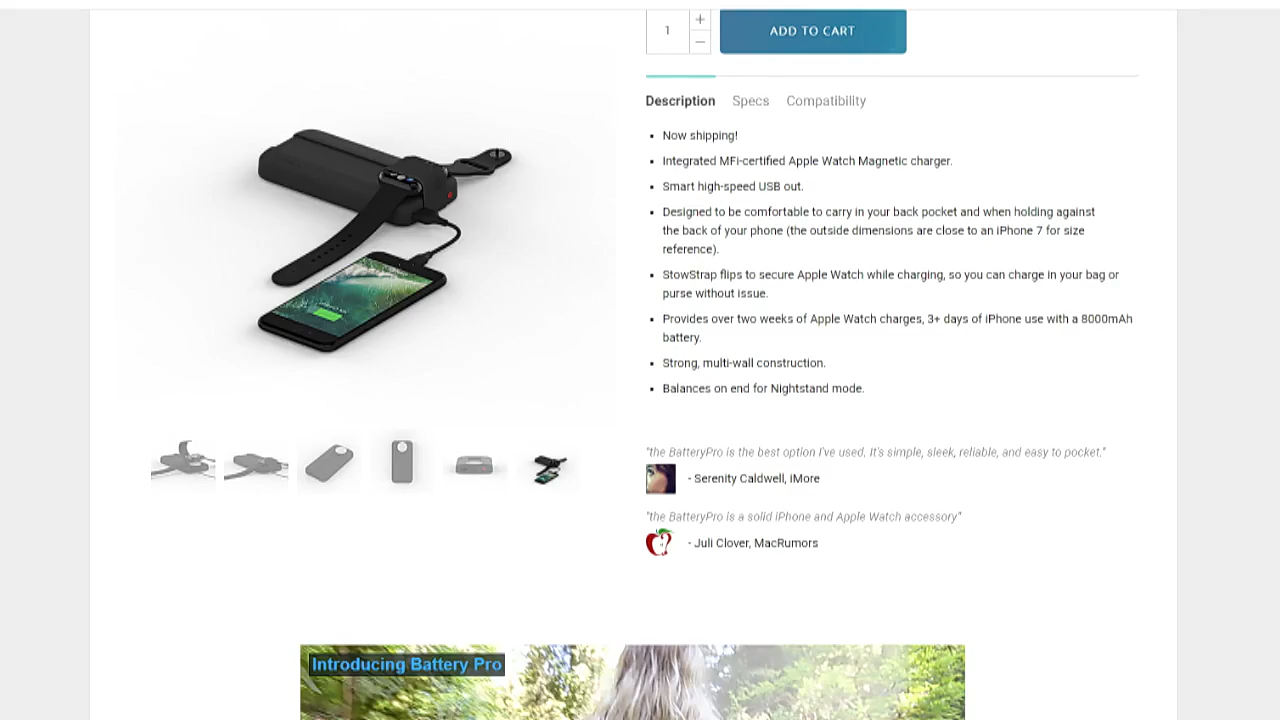 1
+
−
ADD TO CART
Description
Specs
Compatibility
• Now shipping!
• Integrated MFi-certified Apple Watch Magnetic charger.
• Smart high-speed USB out.
• Designed to be comfortable to carry in your back pocket and when holding against
the back of your phone (the outside dimensions are close to an iPhone 7 for size
reference).
• StowStrap flips to secure Apple Watch while charging, so you can charge in your bag or
purse without issue.
• Provides over two weeks of Apple Watch charges, 3+ days of iPhone use with a 8000mAh
battery.
• Strong, multi-wall construction.
• Balances on end for Nightstand mode.
"the BatteryPro is the best option I've used. It's simple, sleek, reliable, and easy to pocket."
- Serenity Caldwell, iMore
"the BatteryPro is a solid iPhone and Apple Watch accessory"
- Juli Clover, MacRumors
Introducing Battery Pro